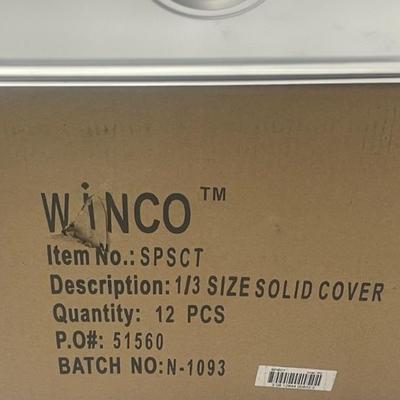 WiNCO™
Item No.: SPSCT
Description: 1/3 SIZE SOLID COVER
Quantity: 12 PCS
P.O#: 51560
BATCH NO: N-1093